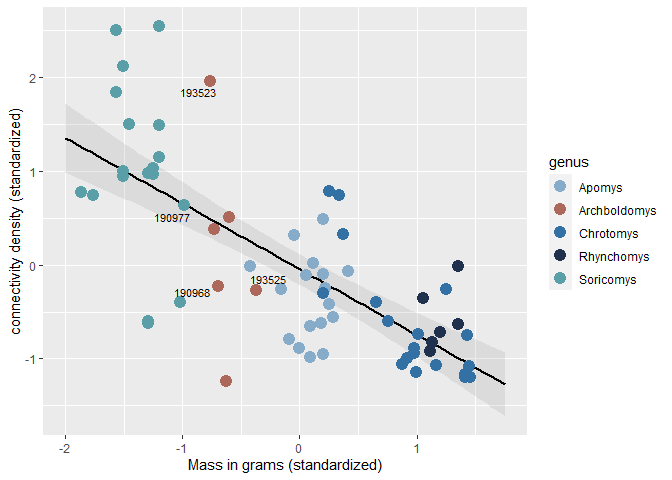 2
1
0
-1
connectivity density (standardized)
193523
190977
193525
190968
-2
-1
0
1
Mass in grams (standardized)
genus
Apomys
Archboldomys
Chrotomys
Rhynchomys
Soricomys